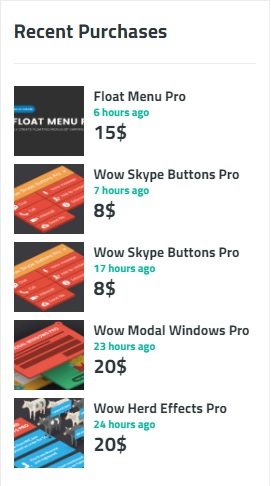 Recent Purchases
FLOAT MENU
Float Menu Pro
6 hours ago
15$
Wow Skype Buttons Pro
7 hours ago
8$
Wow Skype Buttons Pro
17 hours ago
8$
Wow Modal Windows Pro
23 hours ago
20$
Wow Herd Effects Pro
24 hours ago
20$